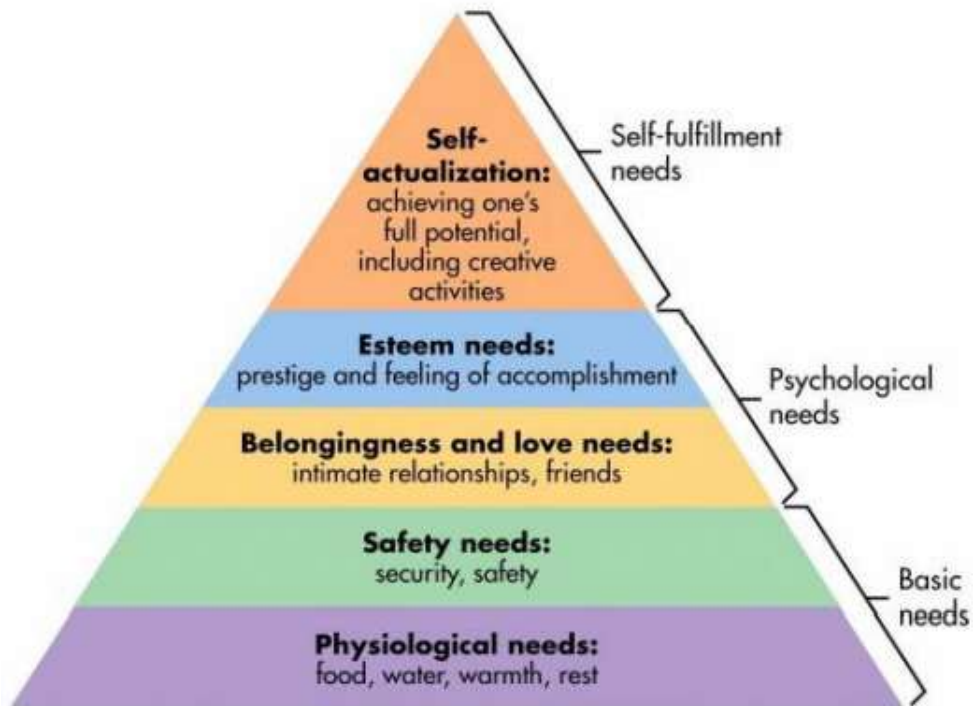 Self-
actualization:
achieving one's
full potential,
including creative
activities
Self-fulfillment
needs
Esteem needs:
prestige and feeling of accomplishment
Psychological
needs
Belongingness and love needs:
intimate relationships, friends
Safety needs:
security, safety
Basic
needs
Physiological needs:
food, water, warmth, rest